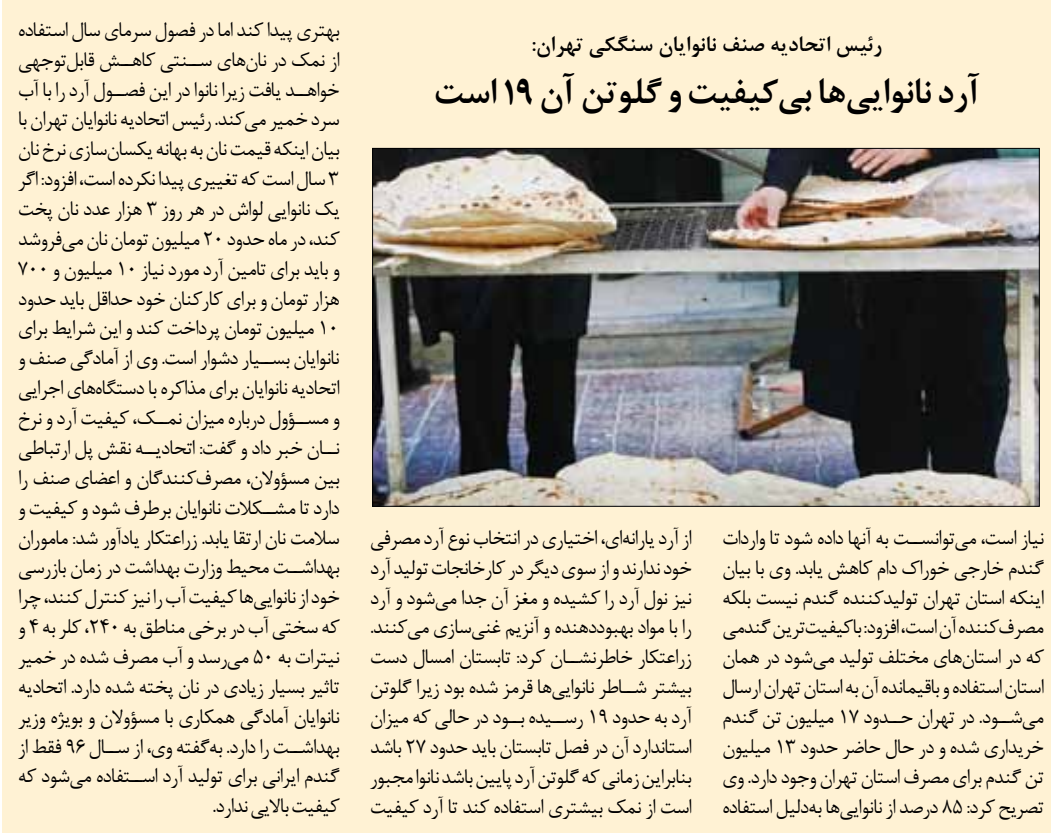 رئیس اتحادیه صنف نانوایان سنگکی تهران:
آرد نانوایی‌ها بی‌کیفیت و گلوتن آن ۱۹ است
نیاز است، می‌توانست به آنها داده شود تا واردات
گندم خارجی خوراک دام کاهش یابد. وی با بیان
اینکه استان تهران تولیدکننده گندم نیست بلکه
مصرف‌کننده آن است، افزود: باکیفیت‌ترین گندمی
که در استان‌های مختلف تولید می‌شود در همان
استان استفاده و باقیمانده آن به استان تهران ارسال
می‌شود. در تهران حدود ۱۷ میلیون تن گندم
خریداری شده و در حال حاضر حدود ۱۳ میلیون
تن گندم برای مصرف استان تهران وجود دارد. وی
تصریح کرد: ۸۵ درصد از نانوایی‌ها به‌دلیل استفاده
از آرد یارانه‌ای، اختیاری در انتخاب نوع آرد مصرفی
خود ندارند و از سوی دیگر در کارخانجات تولید آرد
نیز نول آرد را کشیده و مغز آن جدا می‌شود و آرد
را با مواد بهبوددهنده و آنزیم غنی‌سازی می‌کنند.
زراعتکار خاطرنشان کرد: تابستان امسال دست
بیشتر شاطر نانوایی‌ها قرمز شده بود زیرا گلوتن
آرد به حدود ۱۹ رسیده بود در حالی که میزان
استاندارد آن در فصل تابستان باید حدود ۲۷ باشد
بنابراین زمانی که گلوتن آرد پایین باشد نانوا مجبور
است از نمک بیشتری استفاده کند تا آرد کیفیت
بهتری پیدا کند اما در فصول سرمای سال استفاده
از نمک در نان‌های سنتی کاهش قابل‌توجهی
خواهد یافت زیرا نانوا در این فصول آرد را با آب
سرد خمیر می‌کند. رئیس اتحادیه نانوایان تهران با
بیان اینکه قیمت نان به بهانه یکسان‌سازی نرخ نان
۳ سال است که تغییری پیدا نکرده است، افزود: اگر
یک نانوایی لواش در هر روز ۳ هزار عدد نان پخت
کند، در ماه حدود ۲۰ میلیون تومان نان می‌فروشد
و باید برای تامین آرد مورد نیاز ۱۰ میلیون و ۷۰۰
هزار تومان و برای کارکنان خود حداقل باید حدود
۱۰ میلیون تومان پرداخت کند و این شرایط برای
نانوایان بسیار دشوار است. وی از آمادگی صنف و
اتحادیه نانوایان برای مذاکره با دستگاه‌های اجرایی
و مسؤول درباره میزان نمک، کیفیت آرد و نرخ
نان خبر داد و گفت: اتحادیه نقش پل ارتباطی
بین مسؤولان، مصرف‌کنندگان و اعضای صنف را
دارد تا مشکلات نانوایان برطرف شود و کیفیت و
سلامت نان ارتقا یابد. زراعتکار یادآور شد: ماموران
بهداشت محیط وزارت بهداشت در زمان بازرسی
خود از نانوایی‌ها کیفیت آب را نیز کنترل کنند، چرا
که سختی آب در برخی مناطق به ۲۴۰، کلر به ۴ و
نیترات به ۵۰ می‌رسد و آب مصرف شده در خمیر
تاثیر بسیار زیادی در نان پخته شده دارد. اتحادیه
نانوایان آمادگی همکاری با مسؤولان و بویژه وزیر
بهداشت را دارد. به‌گفته وی، از سال ۹۶ فقط از
گندم ایرانی برای تولید آرد استفاده می‌شود که
کیفیت بالایی ندارد.